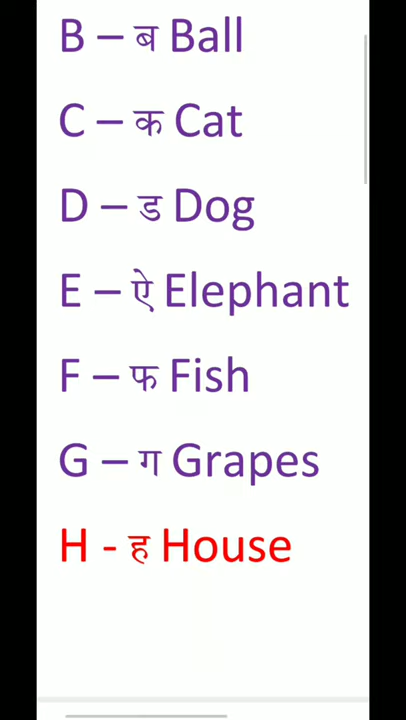 B – ब Ball
C – क Cat
D – ड Dog
E – ऐ Elephant
F – फ Fish
G – ग Grapes
H - ह House